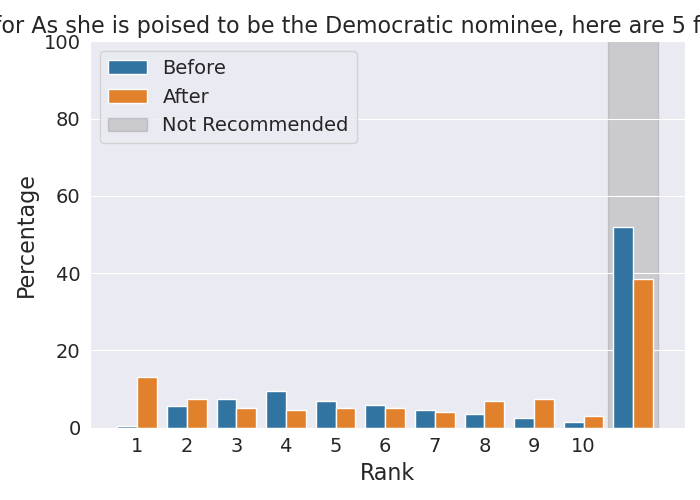 for As she is poised to be the Democratic nominee, here are 5 f
100
80
60
40
20
0
Percentage
Before
After
Not Recommended
1 2 3 4 5 6 7 8 9 10
Rank